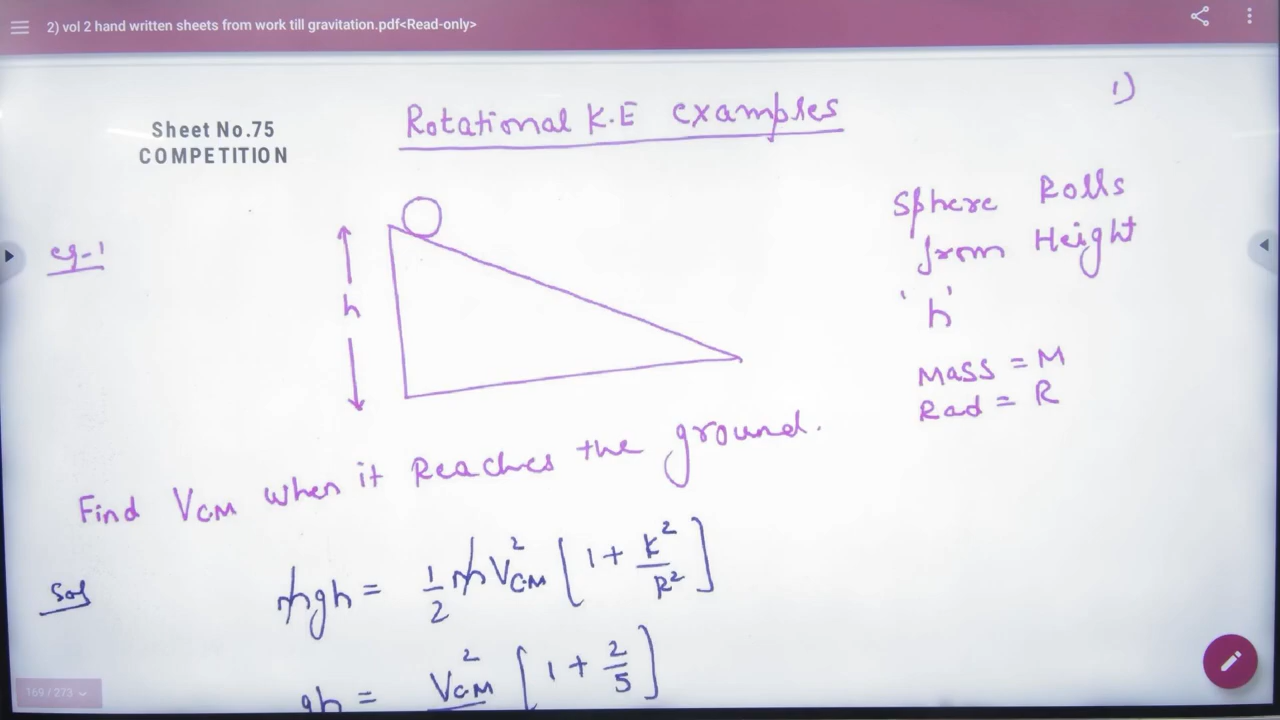 2) vol 2 hand written sheets from work till gravitation.pdf<Read-only>
1)
Rotational K.E examples
Sheet No.75
COMPETITION
Sphere Rolls
from Height
'h'
eg-1
h
Mass = M
Rad = R
Find VCM when it Reaches the ground.
Sol
mgh = 1/2 mV²CM [1 + K²/R²]
gh = V²CM [1 + 2/5]
169 / 273